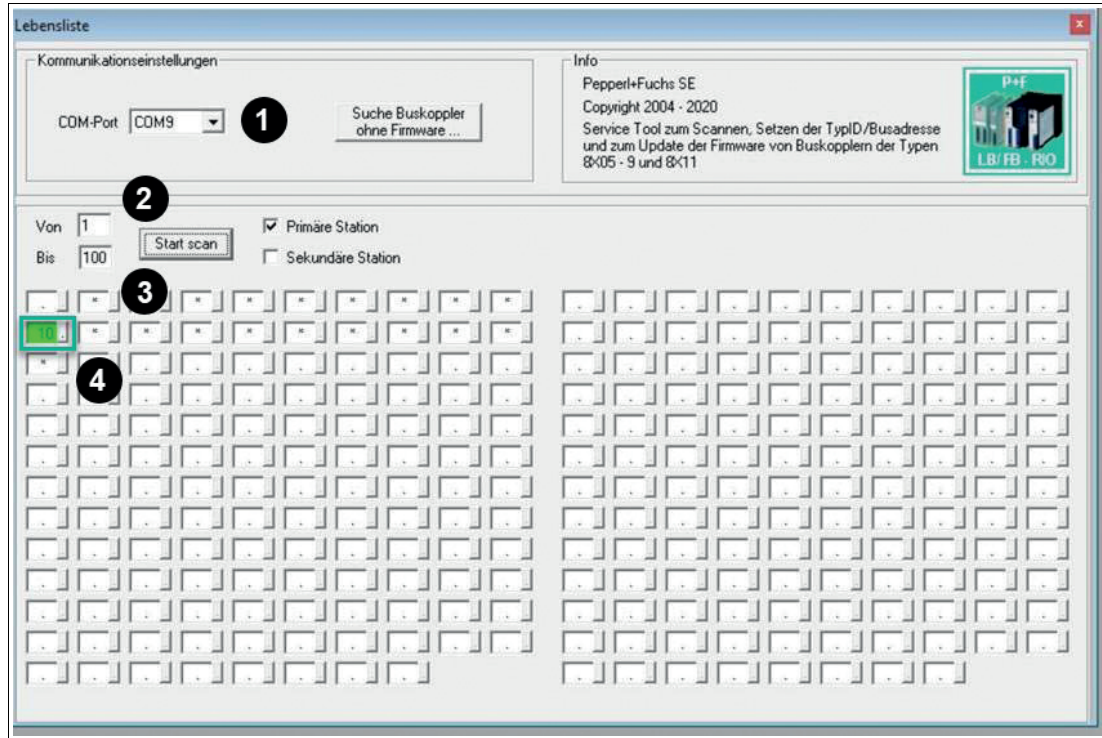 Lebensliste
x
Kommunikationseinstellungen
COM-Port COM9
1
Suche Buskoppler
ohne Firmware ...
Info
Pepperl+Fuchs SE
Copyright 2004 - 2020
Service Tool zum Scannen, Setzen der TypID/Busadresse
und zum Update der Firmware von Buskopplern der Typen
8X05 - 9 und 8X11
P+F
LB/ FB - RIO
2
Von 1
Bis 100
Start scan
Primäre Station
Sekundäre Station
3
* * * * * * * *
10 . * * * * * * * * *
*
4